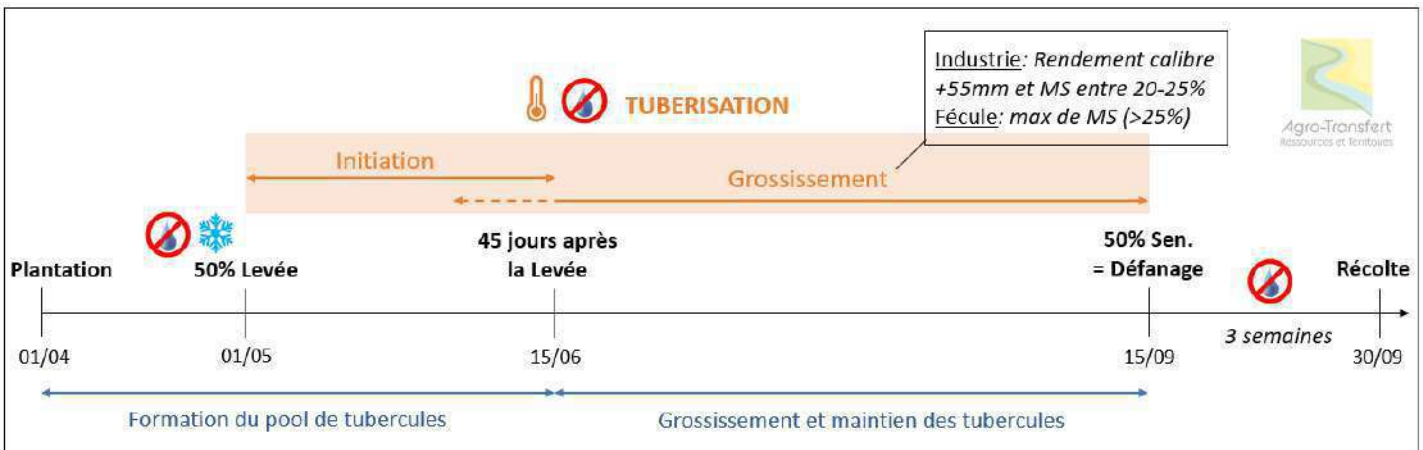 Industrie: Rendement calibre
+55mm et MS entre 20-25%
Fécule: max de MS (>25%)
Agro-Transfert
Ressources et Territoires
TUBERISATION
Initiation
Grossissement
Plantation
50% Levée
45 jours après
la Levée
50% Sen.
= Défanage
Récolte
3 semaines
01/04
01/05
15/06
15/09
30/09
Formation du pool de tubercules
Grossissement et maintien des tubercules